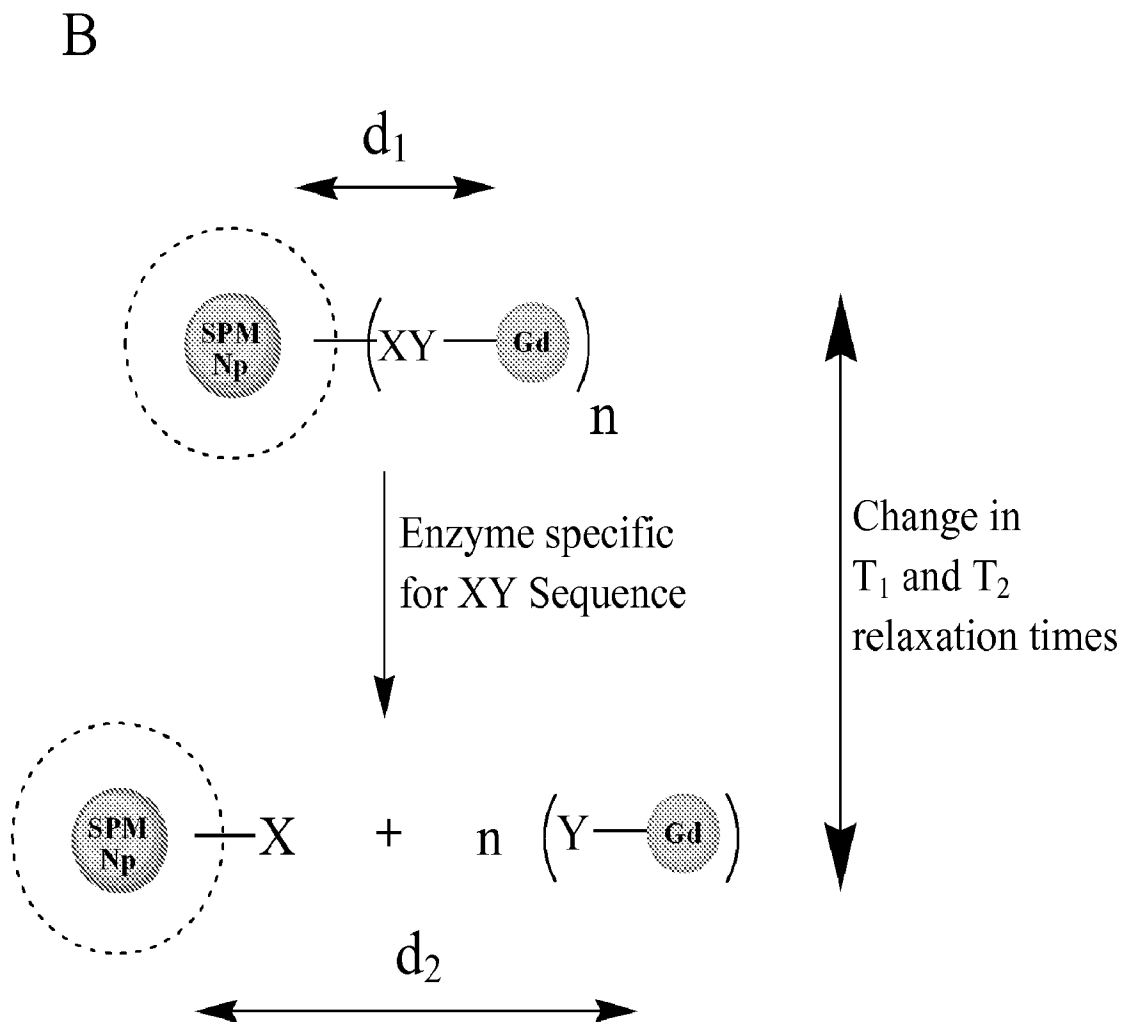 B
d₁
SPM
Np
(XY — Gd)n
Enzyme specific
for XY Sequence
Change in
T₁ and T₂
relaxation times
SPM
Np
X + n (Y — Gd)
d₂